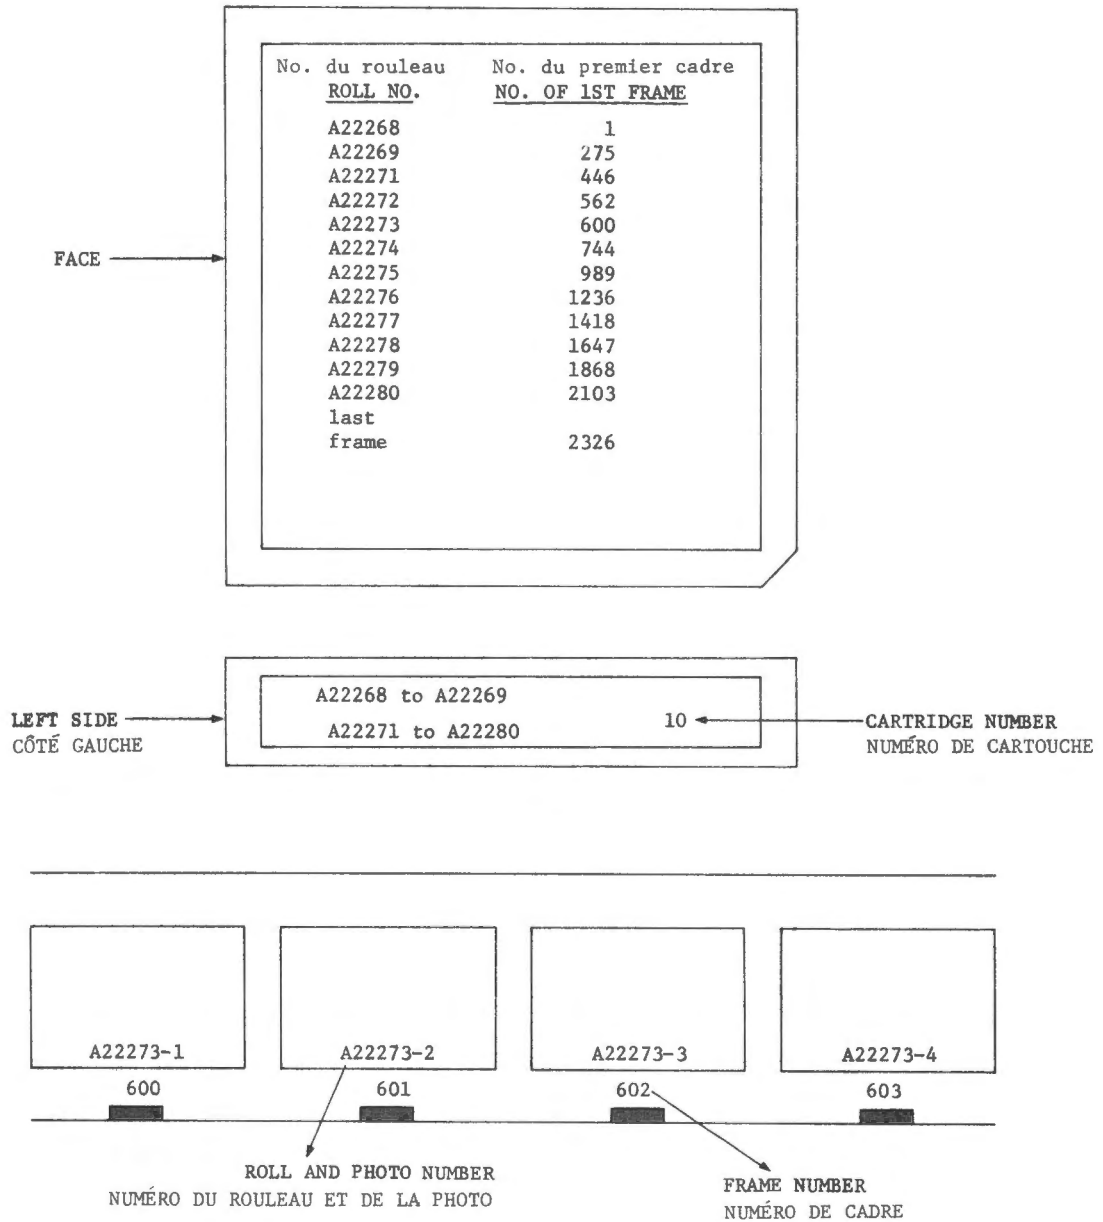 No. du rouleau No. du premier cadre
ROLL NO. NO. OF 1ST FRAME
A22268 1
A22269 275
A22271 446
A22272 562
A22273 600
A22274 744
A22275 989
A22276 1236
A22277 1418
A22278 1647
A22279 1868
A22280 2103
last
frame 2326
FACE
A22268 to A22269
A22271 to A22280
10
LEFT SIDE
CÔTÉ GAUCHE
CARTRIDGE NUMBER
NUMÉRO DE CARTOUCHE
A22273-1 A22273-2 A22273-3 A22273-4
600 601 602 603
ROLL AND PHOTO NUMBER
NUMÉRO DU ROULEAU ET DE LA PHOTO
FRAME NUMBER
NUMÉRO DE CADRE